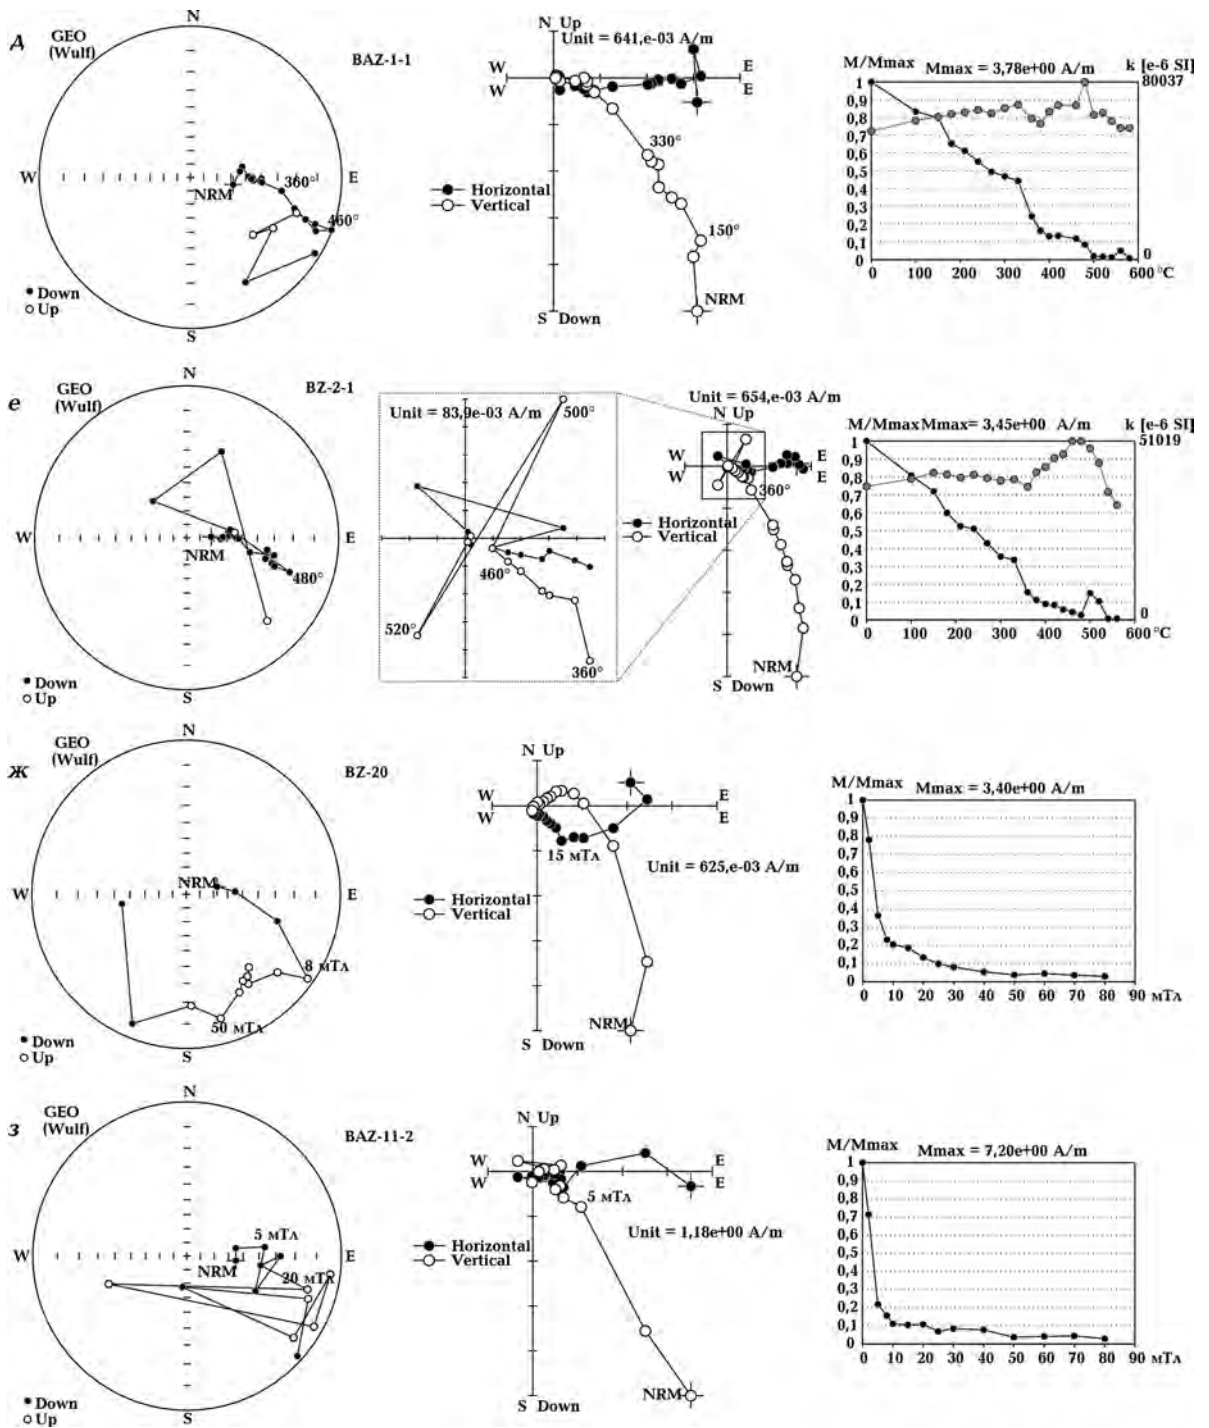 д
GEO
(Wulf)
N
BAZ-1-1
W
E
NRM
360°
460°
S
Down
Up
N Up
Unit = 641,e-03 A/m
W
W
E
E
330°
150°
NRM
Horizontal
Vertical
S Down
M/Mmax
Mmax = 3,78e+00 A/m
k [e-6 SI]
80037
1
0,9
0,8
0,7
0,6
0,5
0,4
0,3
0,2
0,1
0
0
0 100 200 300 400 500 600 °C
е
GEO
(Wulf)
N
BZ-2-1
W
E
NRM
480°
S
Down
Up
Unit = 83,9e-03 A/m
500°
460°
520°
360°
Unit = 654,e-03 A/m
N Up
W
W
E
E
360°
Horizontal
Vertical
NRM
S Down
M/Mmax Mmax= 3,45e+00 A/m
k [e-6 SI]
51019
1
0,9
0,8
0,7
0,6
0,5
0,4
0,3
0,2
0,1
0
0
0 100 200 300 400 500 600 °C
ж
GEO
(Wulf)
N
BZ-20
W
E
NRM
8 мТл
50 мТл
S
Down
Up
N Up
W
W
E
E
15 мТл
Unit = 625,e-03 A/m
Horizontal
Vertical
NRM
S Down
M/Mmax
Mmax = 3,40e+00 A/m
1
0,9
0,8
0,7
0,6
0,5
0,4
0,3
0,2
0,1
0
0 10 20 30 40 50 60 70 80 90 мТл
з
GEO
(Wulf)
N
BAZ-11-2
W
E
5 мТл
NRM
20 мТл
S
Down
Up
N Up
W
W
E
E
5 мТл
Unit = 1,18e+00 A/m
Horizontal
Vertical
NRM
S Down
M/Mmax
Mmax = 7,20e+00 A/m
1
0,9
0,8
0,7
0,6
0,5
0,4
0,3
0,2
0,1
0
0 10 20 30 40 50 60 70 80 90 мТл